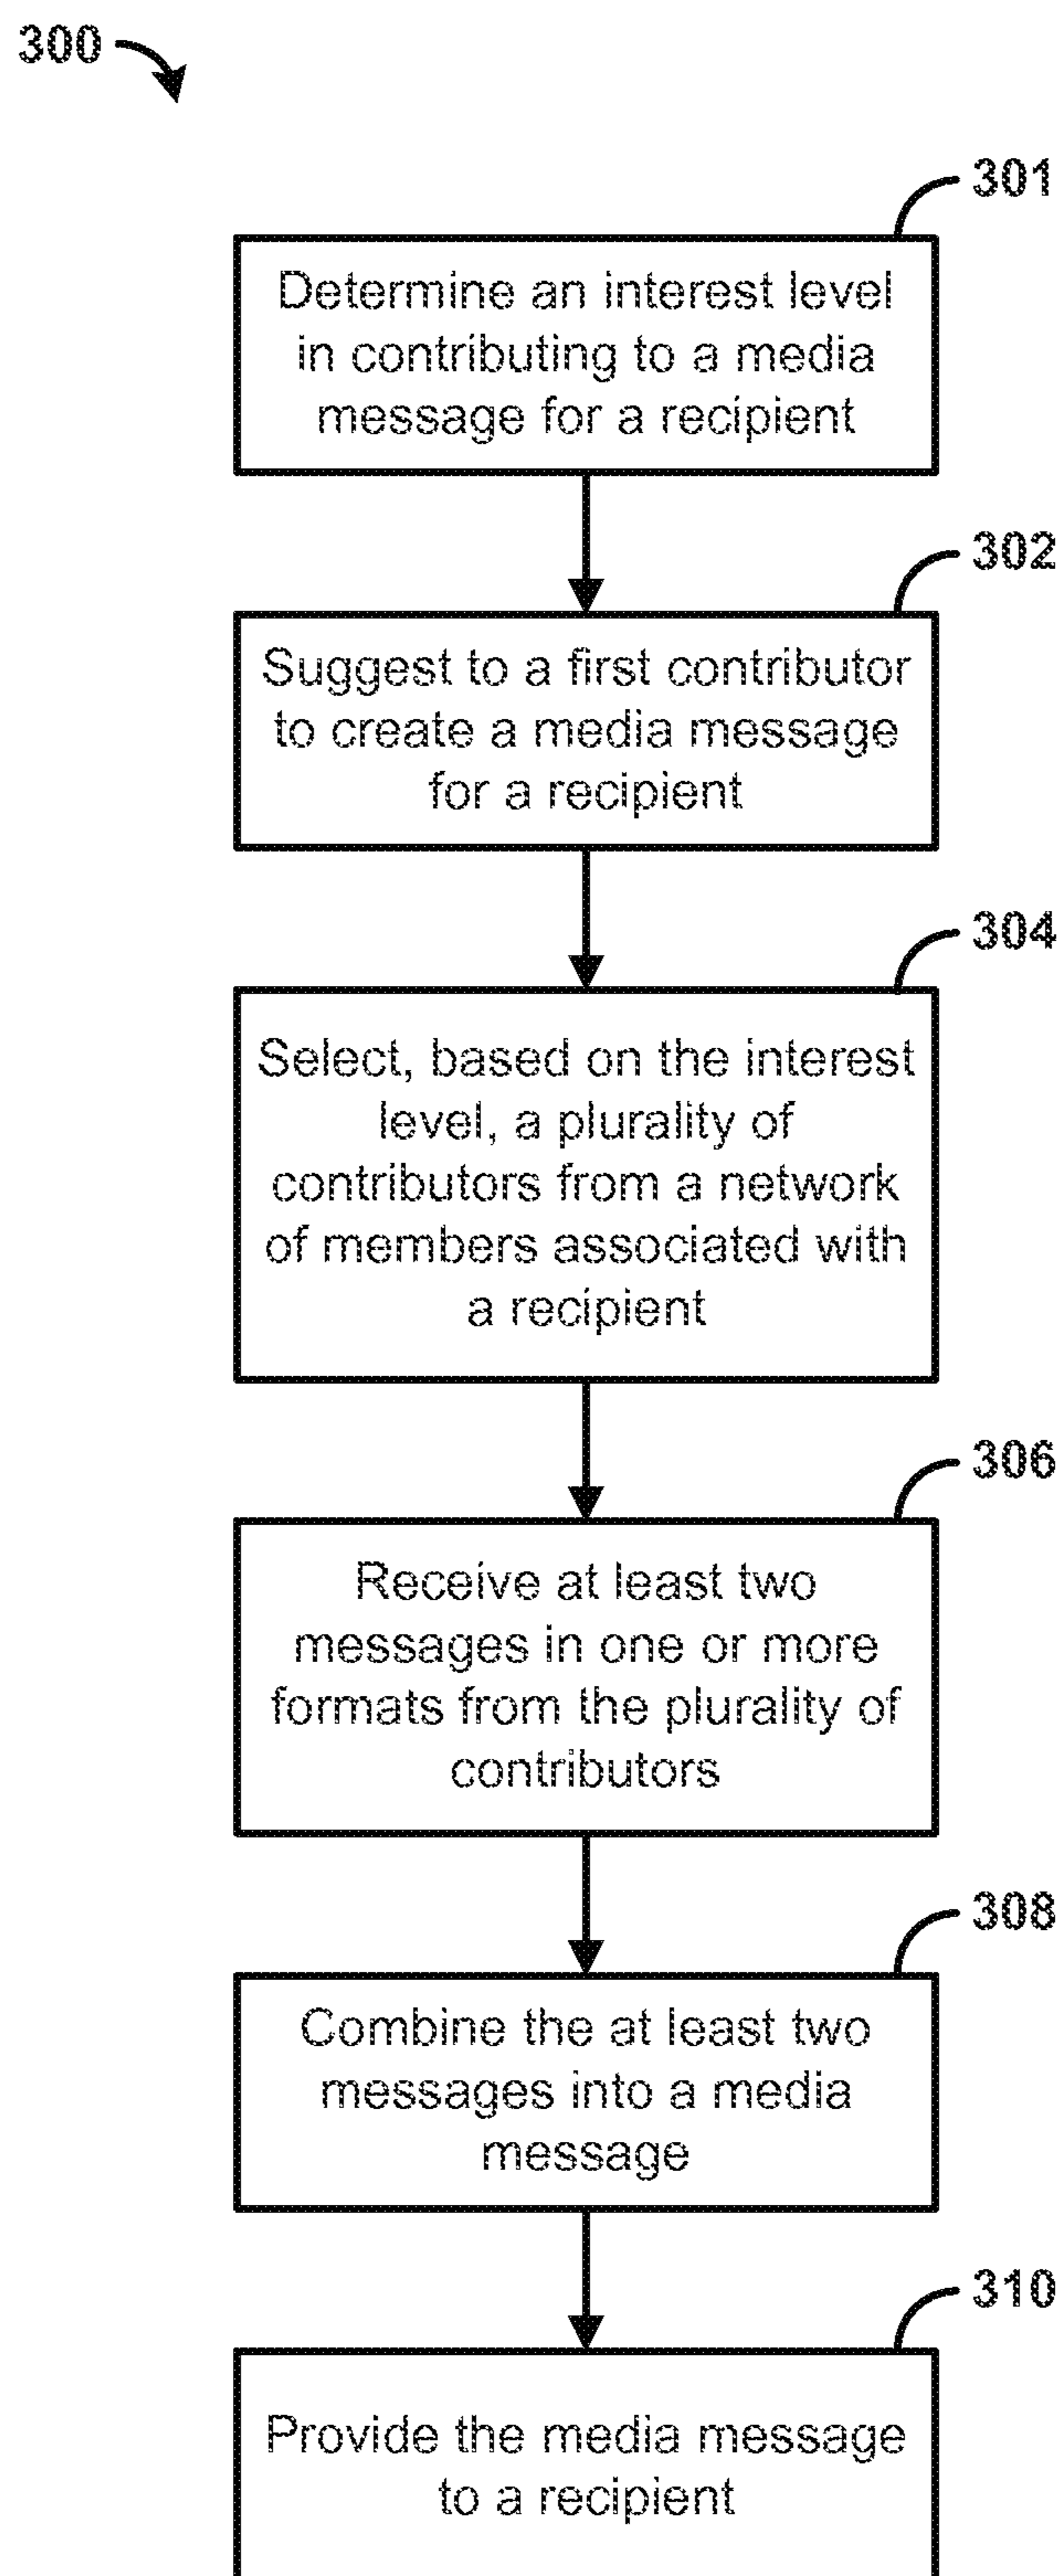 300
301
Determine an interest level
in contributing to a media
message for a recipient
302
Suggest to a first contributor
to create a media message
for a recipient
304
Select, based on the interest
level, a plurality of
contributors from a network
of members associated with
a recipient
306
Receive at least two
messages in one or more
formats from the plurality of
contributors
308
Combine the at least two
messages into a media
message
310
Provide the media message
to a recipient